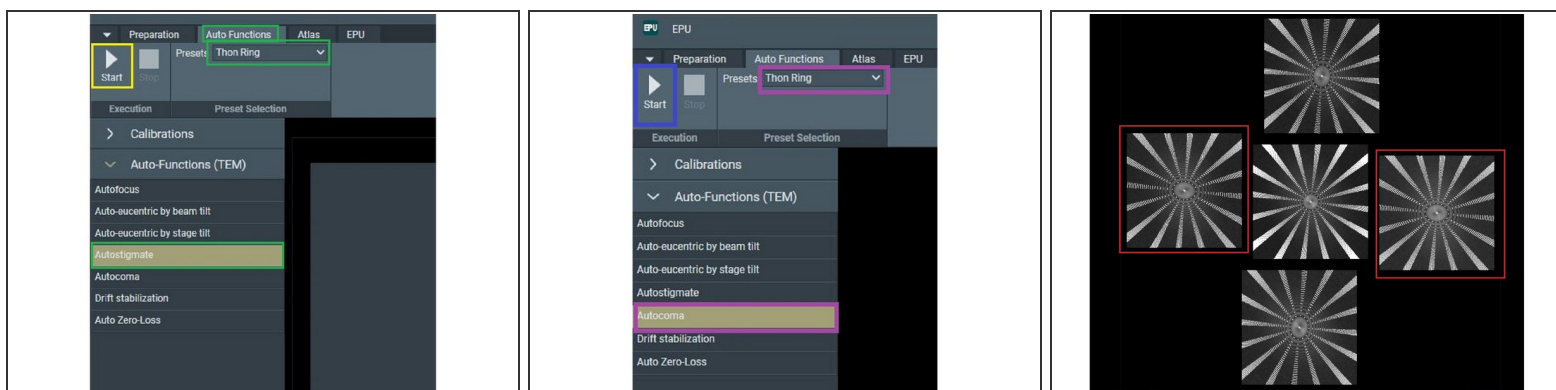 Preparation Auto Functions Atlas EPU
Presets Thon Ring
Start Stop
Execution Preset Selection
Calibrations
Auto-Functions (TEM)
Autofocus
Auto-eucentric by beam tilt
Auto-eucentric by stage tilt
Autostigmate
Autocoma
Drift stabilization
Auto Zero-Loss
EPU EPU
Preparation Auto Functions Atlas EPU
Presets Thon Ring
Start Stop
Execution Preset Selection
Calibrations
Auto-Functions (TEM)
Autofocus
Auto-eucentric by beam tilt
Auto-eucentric by stage tilt
Autostigmate
Autocoma
Drift stabilization
Auto Zero-Loss